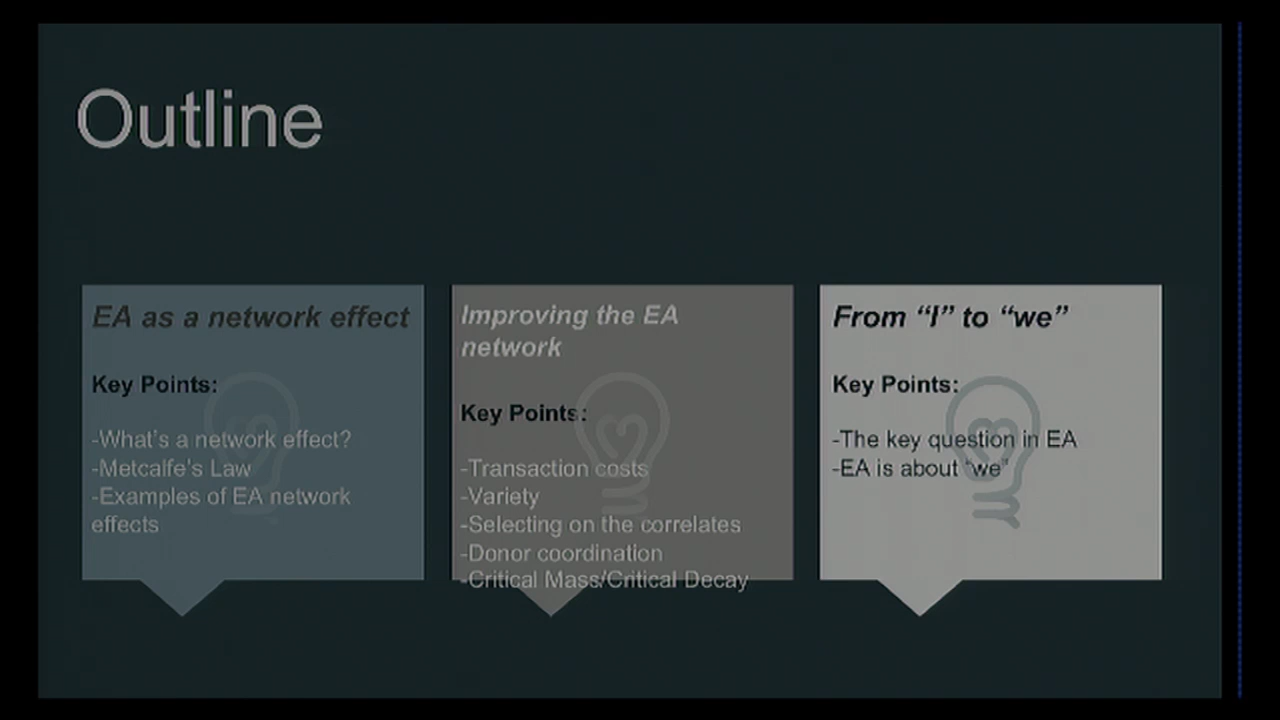 Outline
EA as a network effect
Key Points:
-What's a network effect?
-Metcalfe's Law
-Examples of EA network
effects
Improving the EA
network
Key Points:
-Transaction costs
-Variety
-Selecting on the correlates
-Donor coordination
-Critical Mass/Critical Decay
From “I” to “we”
Key Points:
-The key question in EA
-EA is about “we”